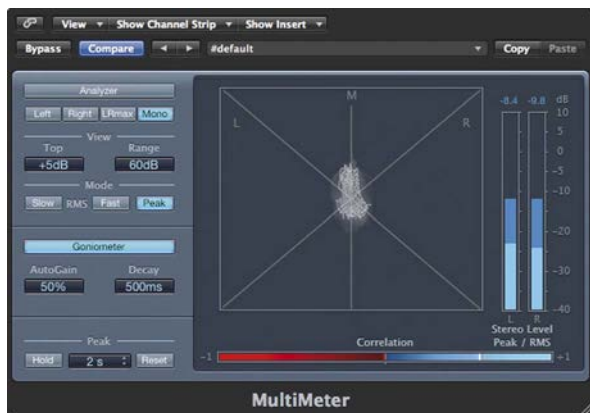 View Show Channel Strip Show Insert
Bypass Compare #default Copy Paste
Analyzer
Left Right LRmax Mono
View
Top Range
+5dB 60dB
Mode
Slow RMS Fast Peak
Goniometer
AutoGain Decay
50% 500ms
Peak
Hold 2 s Reset
M
L R
-8.4 -9.8 dB
10
5
0
-5
-10
-20
-30
-40
L R
Stereo Level
Peak / RMS
Correlation
-1 +1
MultiMeter